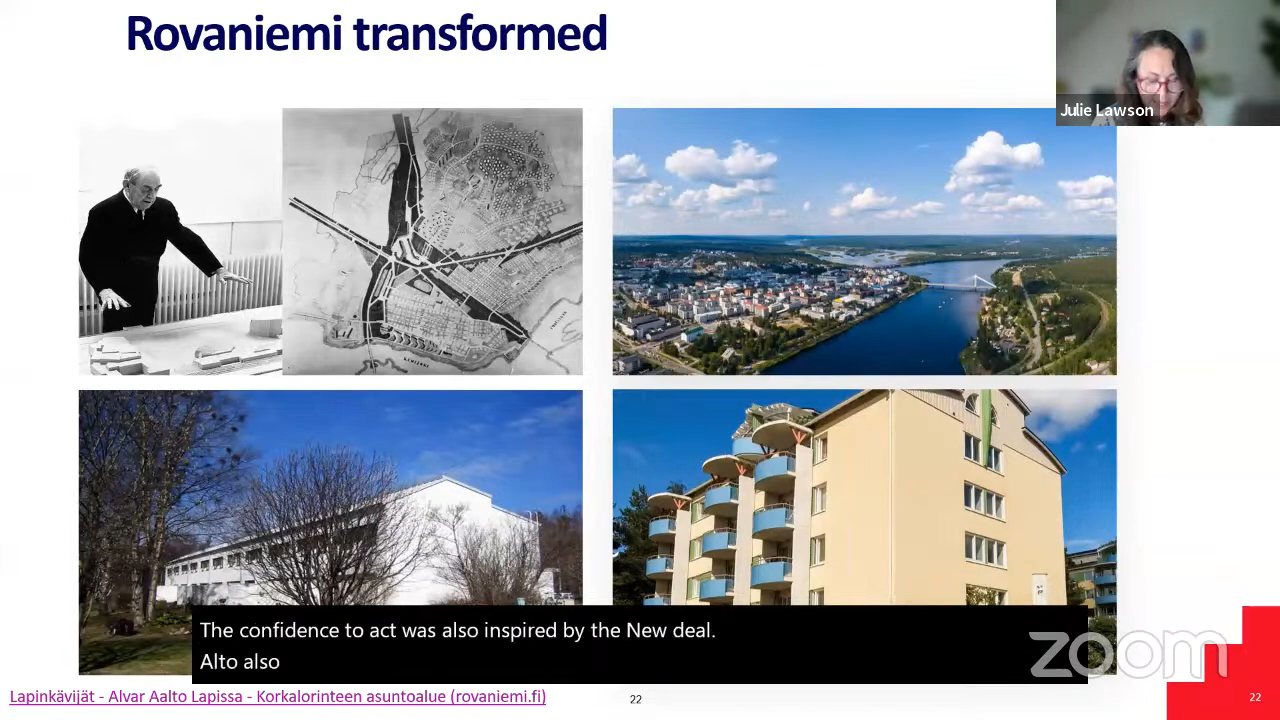 Rovaniemi transformed
Julie Lawson
The confidence to act was also inspired by the New deal.
Alto also
zoom
Lapinkävijät - Alvar Aalto Lapissa - Korkalorinteen asuntoalue (rovaniemi.fi)
22
22